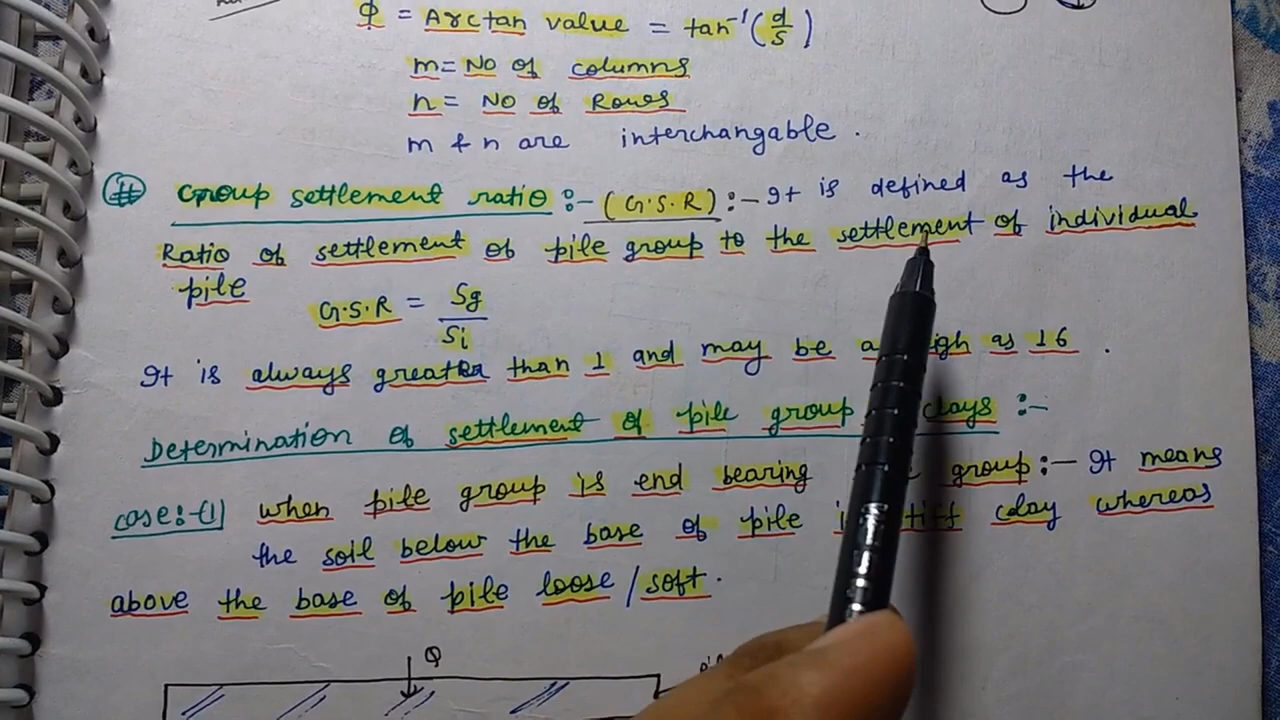 Φ = Arctan value = tan⁻¹(d/s)
m = No of columns
n = No of Rows
m & n are interchangable .
# Group settlement ratio :- (G.S.R) :- It is defined as the
Ratio of settlement of pile group to the settlement of individual
pile
G.S.R = Sg/Si
It is always greater than 1 and may be as high as 16 .
Determination of settlement of pile group clays :-
case:-(1) when pile group is end bearing group :- It means
the soil below the base of pile stiff clay whereas
above the base of pile loose / soft .
Q